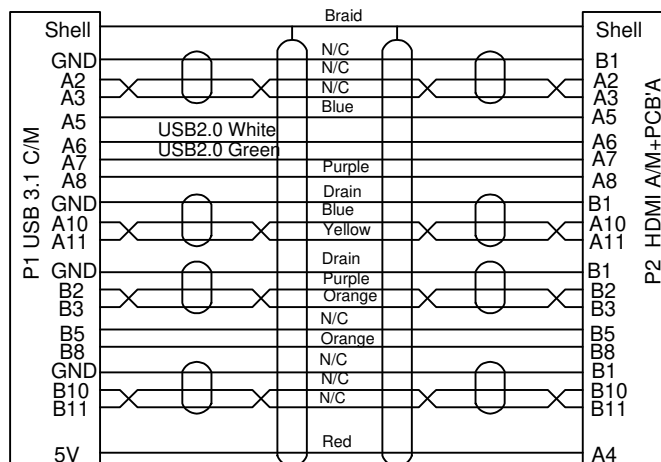 Braid
Shell Shell
N/C
GND B1
N/C
A2 A2
N/C
A3 A3
Blue
A5 A5
USB2.0 White
A6 A6
USB2.0 Green
A7 A7
Purple
A8 A8
Drain
GND B1
Blue
A10 A10
Yellow
A11 A11
Drain
GND B1
Purple
B2 B2
Orange
B3 B3
N/C
B5 B5
Orange
B8 B8
N/C
GND B1
N/C
B10 B10
N/C
B11 B11
Red
5V A4
P1 USB 3.1 C/M
P2 HDMI A/M+PCB'A